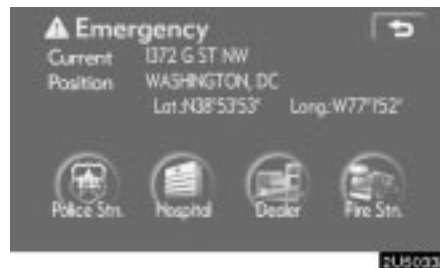 Emergency
Current 1372 G ST NW
Position WASHINGTON, DC
Lat.:N38°53'53" Long.:W77°1'52"
Police Stn. Hospital Dealer Fire Stn.
2U5033